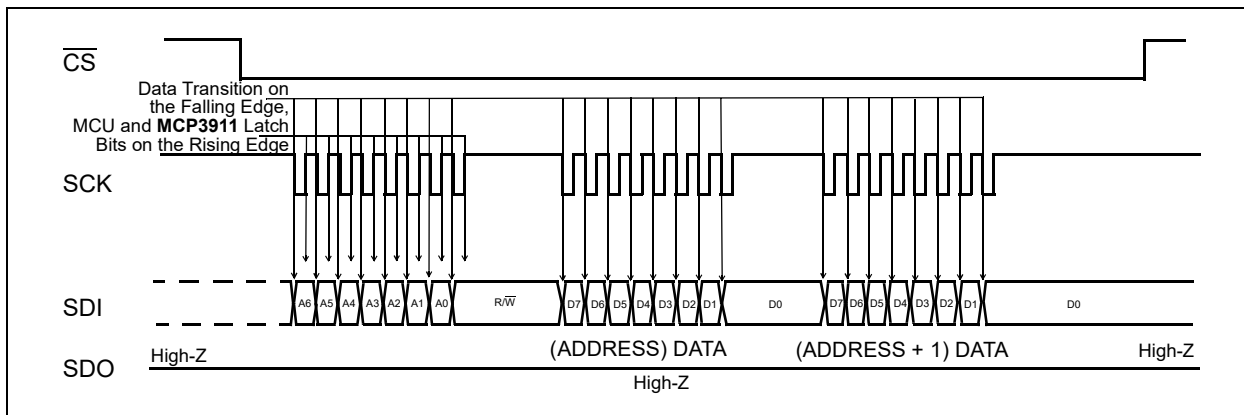 CS
Data Transition on
the Falling Edge,
MCU and MCP3911 Latch
Bits on the Rising Edge
SCK
SDI A6 A5 A4 A3 A2 A1 A0 R/W D7 D6 D5 D4 D3 D2 D1 D0 D7 D6 D5 D4 D3 D2 D1 D0
(ADDRESS) DATA (ADDRESS + 1) DATA
SDO High-Z High-Z High-Z